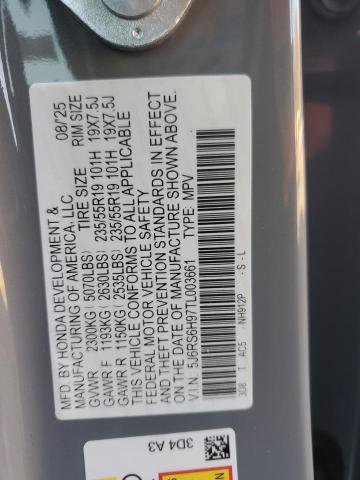 MFD. BY HONDA DEVELOPMENT & 08/25
MANUFACTURING OF AMERICA, LLC.
TIRE SIZE RIM SIZE
GVWR 2300KG (5070LBS)
GAWR F 1193KG (2630LBS) 235/55R19 101H 19X7.5J
GAWR R 1150KG (2535LBS) 235/55R19 101H 19X7.5J
THIS VEHICLE CONFORMS TO ALL APPLICABLE
FEDERAL MOTOR VEHICLE SAFETY
AND THEFT PREVENTION STANDARDS IN EFFECT
ON THE DATE OF MANUFACTURE SHOWN ABOVE.
V.I.N: 5J6RS6H97TL003661 TYPE: MPV
3D8 T AC5 NH912P -S-L
3D4 A3